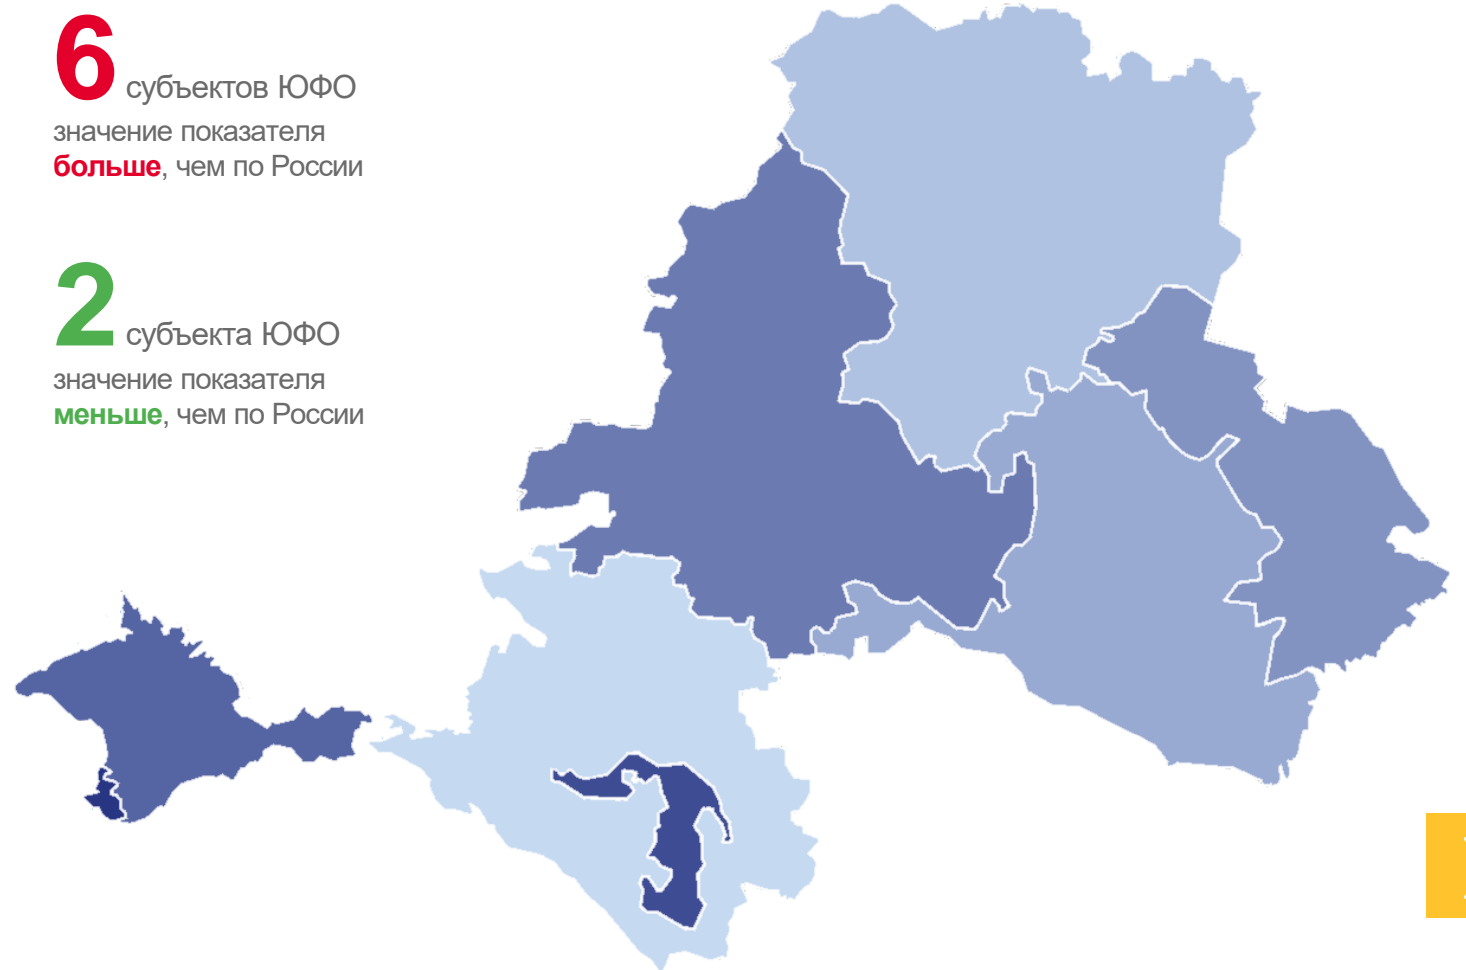 6 субъектов ЮФО
значение показателя
больше, чем по России
2 субъекта ЮФО
значение показателя
меньше, чем по России